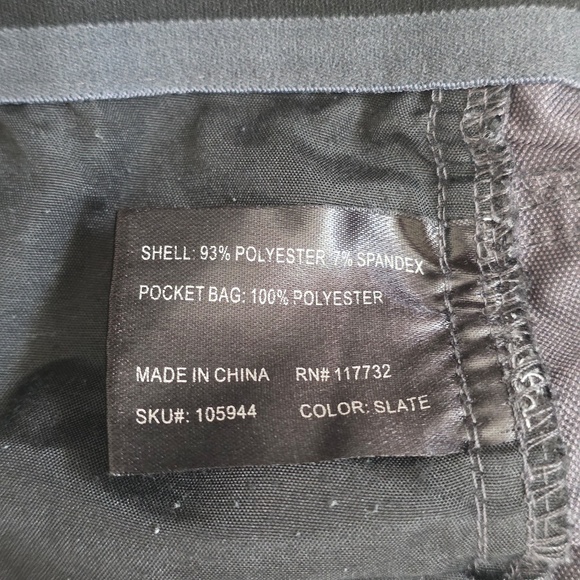 SHELL: 93% POLYESTER 7% SPANDEX
POCKET BAG: 100% POLYESTER
MADE IN CHINA RN# 117732
SKU#: 105944 COLOR: SLATE